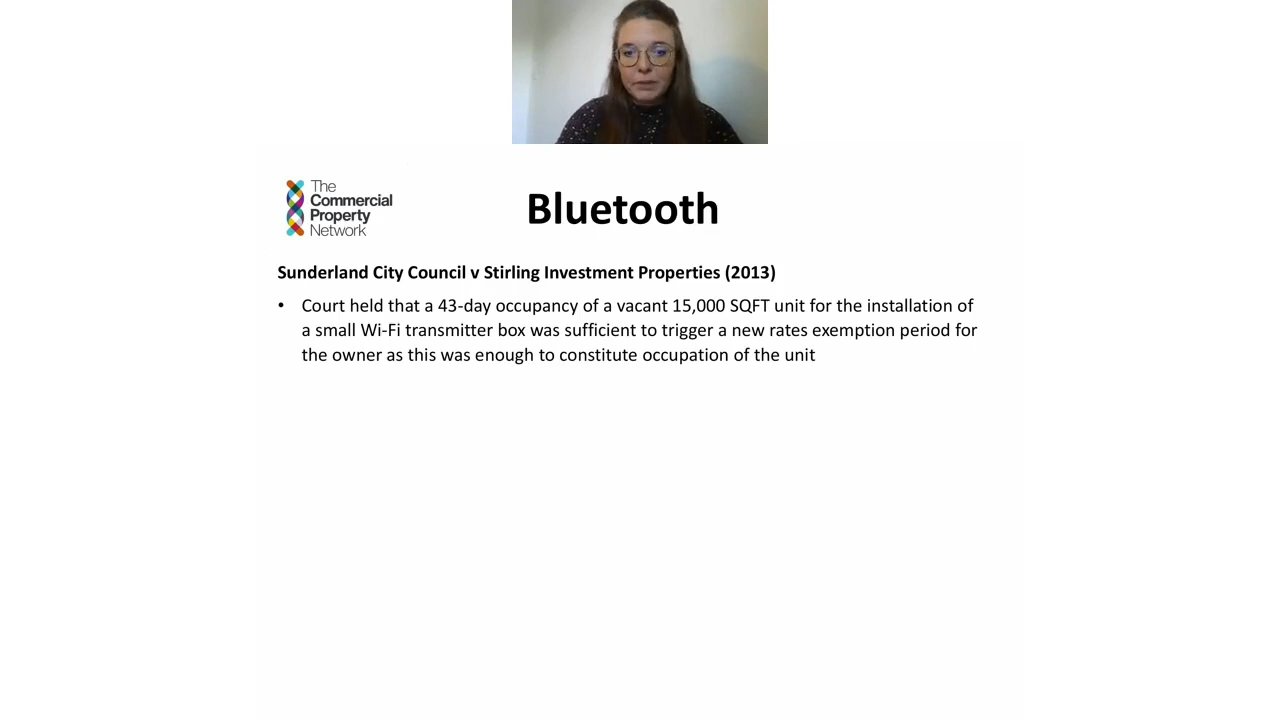 The
Commercial
Property
Network
Bluetooth
Sunderland City Council v Stirling Investment Properties (2013)
• Court held that a 43-day occupancy of a vacant 15,000 SQFT unit for the installation of
a small Wi-Fi transmitter box was sufficient to trigger a new rates exemption period for
the owner as this was enough to constitute occupation of the unit